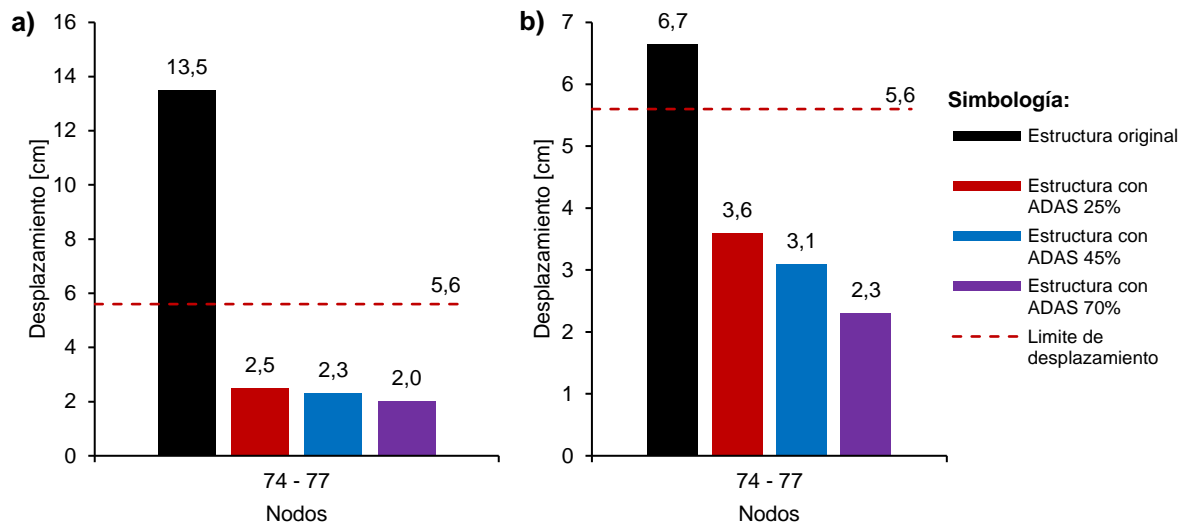 a)
Desplazamiento [cm]
16
14
12
10
8
6
4
2
0
13,5
5,6
2,5
2,3
2,0
74 - 77
Nodos
b)
Desplazamiento [cm]
7
6
5
4
3
2
1
0
6,7
5,6
3,6
3,1
2,3
74 - 77
Nodos
Simbología:
Estructura original
Estructura con
ADAS 25%
Estructura con
ADAS 45%
Estructura con
ADAS 70%
Limite de
desplazamiento